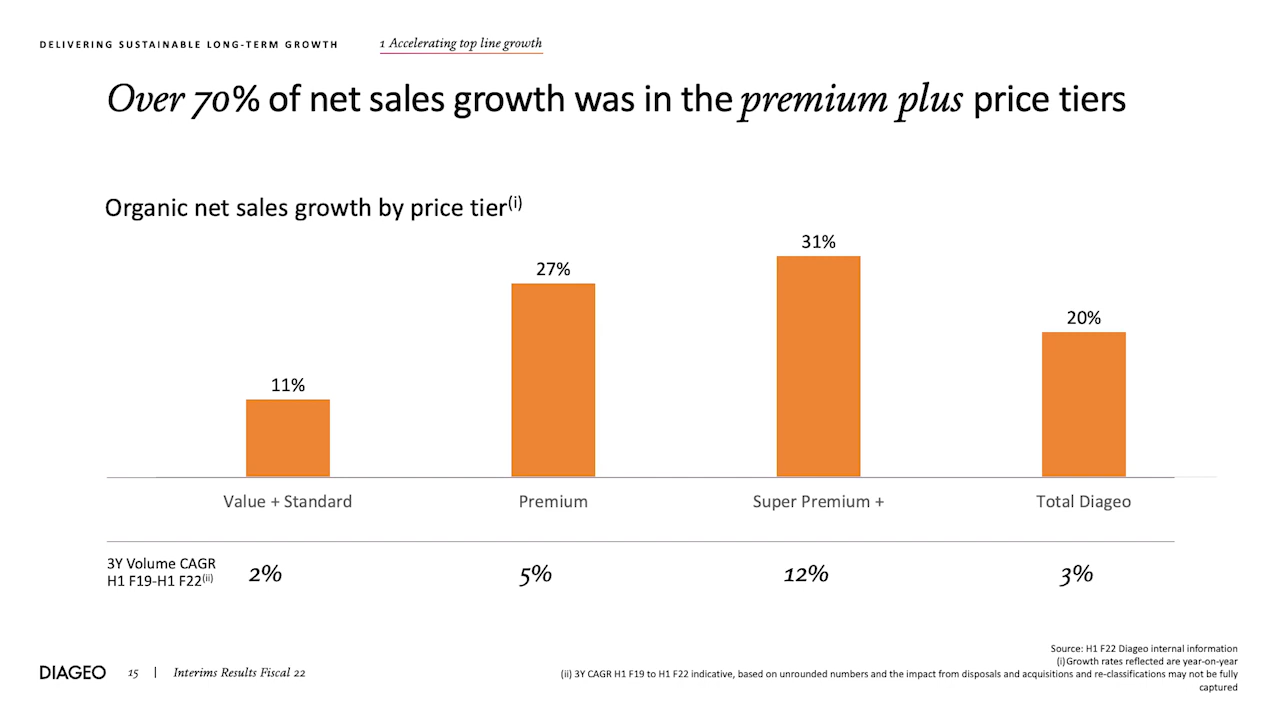 DELIVERING SUSTAINABLE LONG-TERM GROWTH
1 Accelerating top line growth
Over 70% of net sales growth was in the premium plus price tiers
Organic net sales growth by price tier(i)
11%
27%
31%
20%
Value + Standard
Premium
Super Premium +
Total Diageo
3Y Volume CAGR
H1 F19-H1 F22(ii)
2%
5%
12%
3%
DIAGEO
15 | Interims Results Fiscal 22
Source: H1 F22 Diageo internal information
(i)Growth rates reflected are year-on-year
(ii) 3Y CAGR H1 F19 to H1 F22 indicative, based on unrounded numbers and the impact from disposals and acquisitions and re-classifications may not be fully
captured